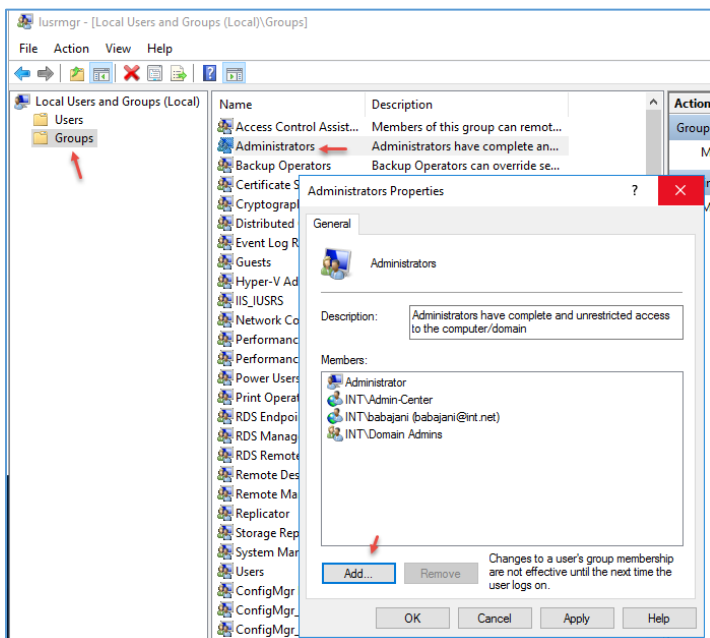 lusrmgr - [Local Users and Groups (Local)\Groups]
File Action View Help
Local Users and Groups (Local)
Users
Groups
Name Description
Access Control Assist... Members of this group can remot...
Administrators Administrators have complete an...
Backup Operators Backup Operators can override se...
Certificate S
Cryptograp
Distributed
Event Log R
Guests
Hyper-V Ad
IIS_IUSRS
Network Co
Performanc
Performanc
Power Users
Print Operat
RDS Endpoi
RDS Manag
RDS Remote
Remote Des
Remote Ma
Replicator
Storage Rep
System Mar
Users
ConfigMgr
ConfigMgr_
ConfigMgr_
Action
Group
M
Administrators Properties ?
General
Administrators
Description: Administrators have complete and unrestricted access
to the computer/domain
Members:
Administrator
INT\Admin-Center
INT\babajani (babajani@int.net)
INT\Domain Admins
Add... Remove
Changes to a user's group membership
are not effective until the next time the
user logs on.
OK Cancel Apply Help